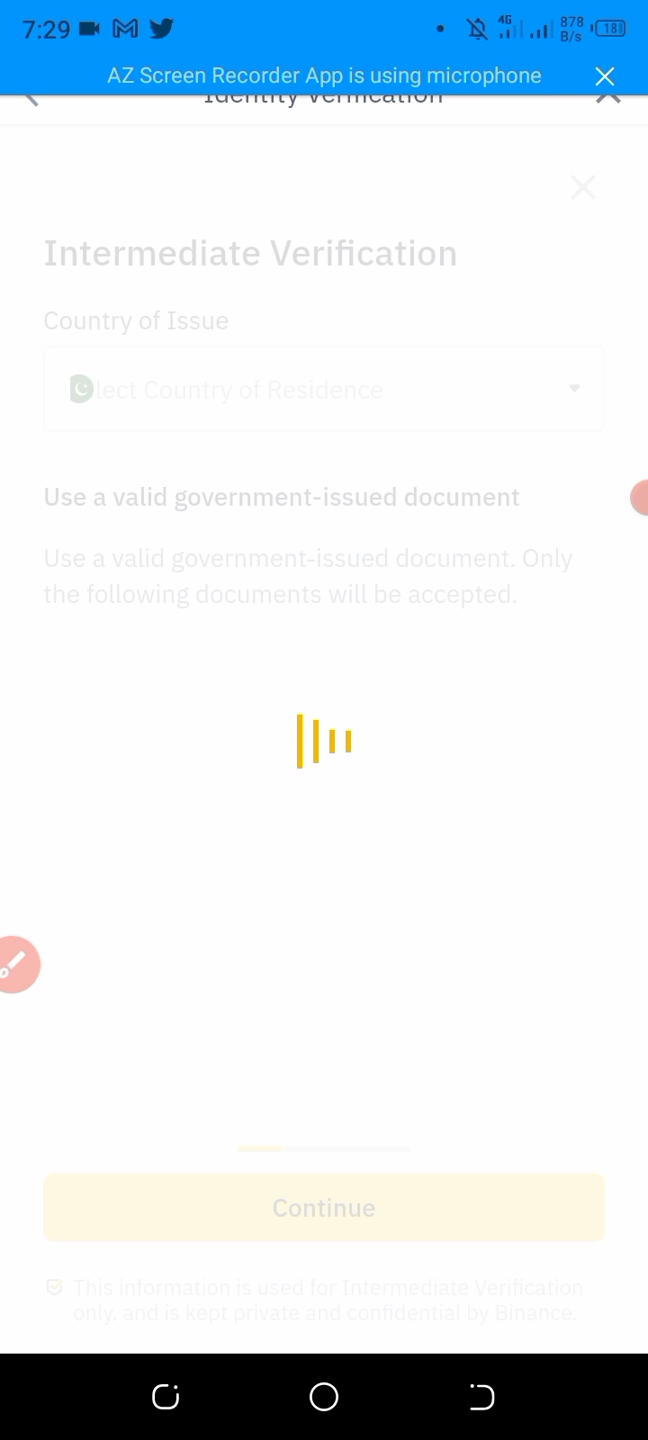 7:29 4G 878 B/s 18
AZ Screen Recorder App is using microphone
Identity Verification
Intermediate Verification
Country of Issue
lect Country of Residence
Use a valid government-issued document
Use a valid government-issued document. Only
the following documents will be accepted.
Continue
This information is used for Intermediate Verification
only, and is kept private and confidential by Binance.